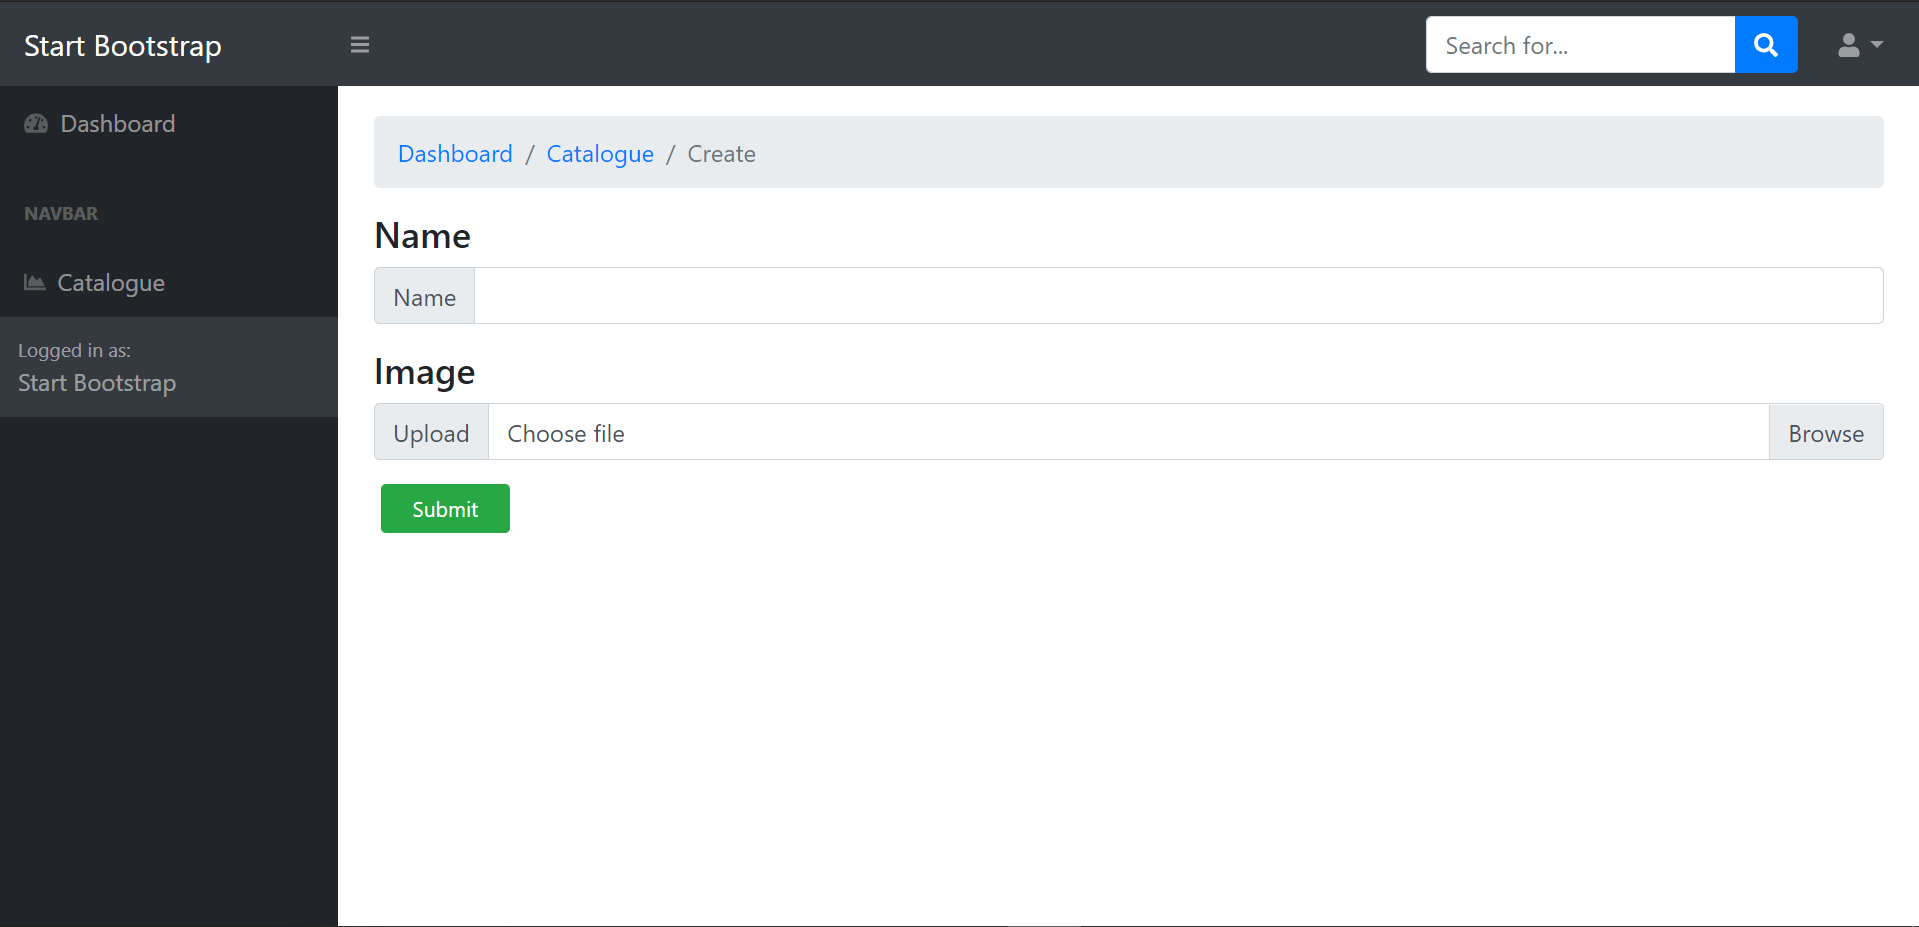 Start Bootstrap
Search for...
Dashboard
NAVBAR
Catalogue
Logged in as:
Start Bootstrap
Dashboard / Catalogue / Create
Name
Name
Image
Upload Choose file Browse
Submit